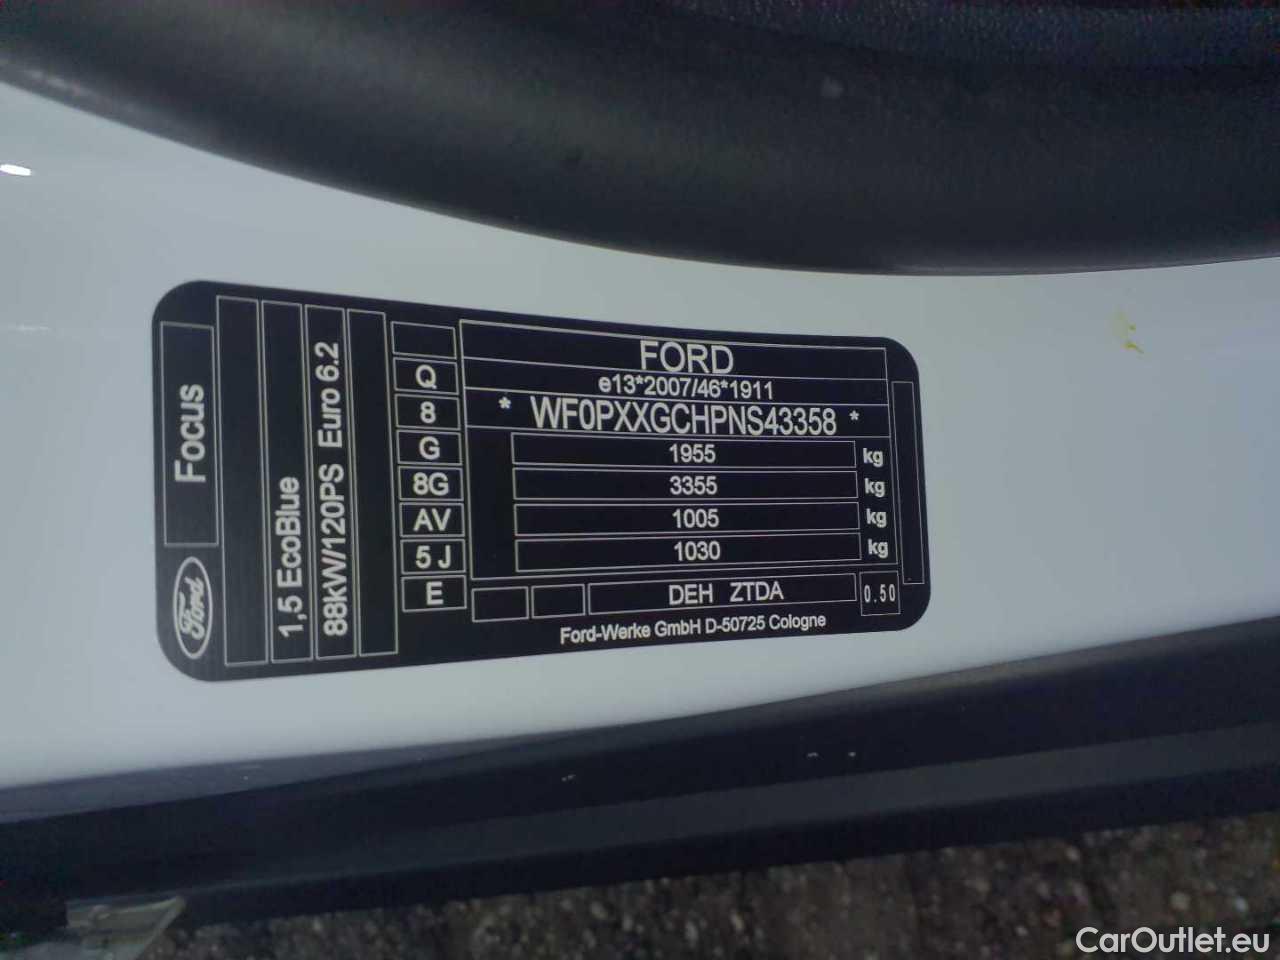 FORD
e13*2007/46*1911
* WF0PXXGCHPNS43358 *
1955 kg
3355 kg
1005 kg
1030 kg
DEH ZTDA
0.50
Ford-Werke GmbH D-50725 Cologne
Q
8
G
8G
AV
5 J
E
Ford
Focus
1,5 EcoBlue
88kW/120PS Euro 6.2
CarOutlet.eu